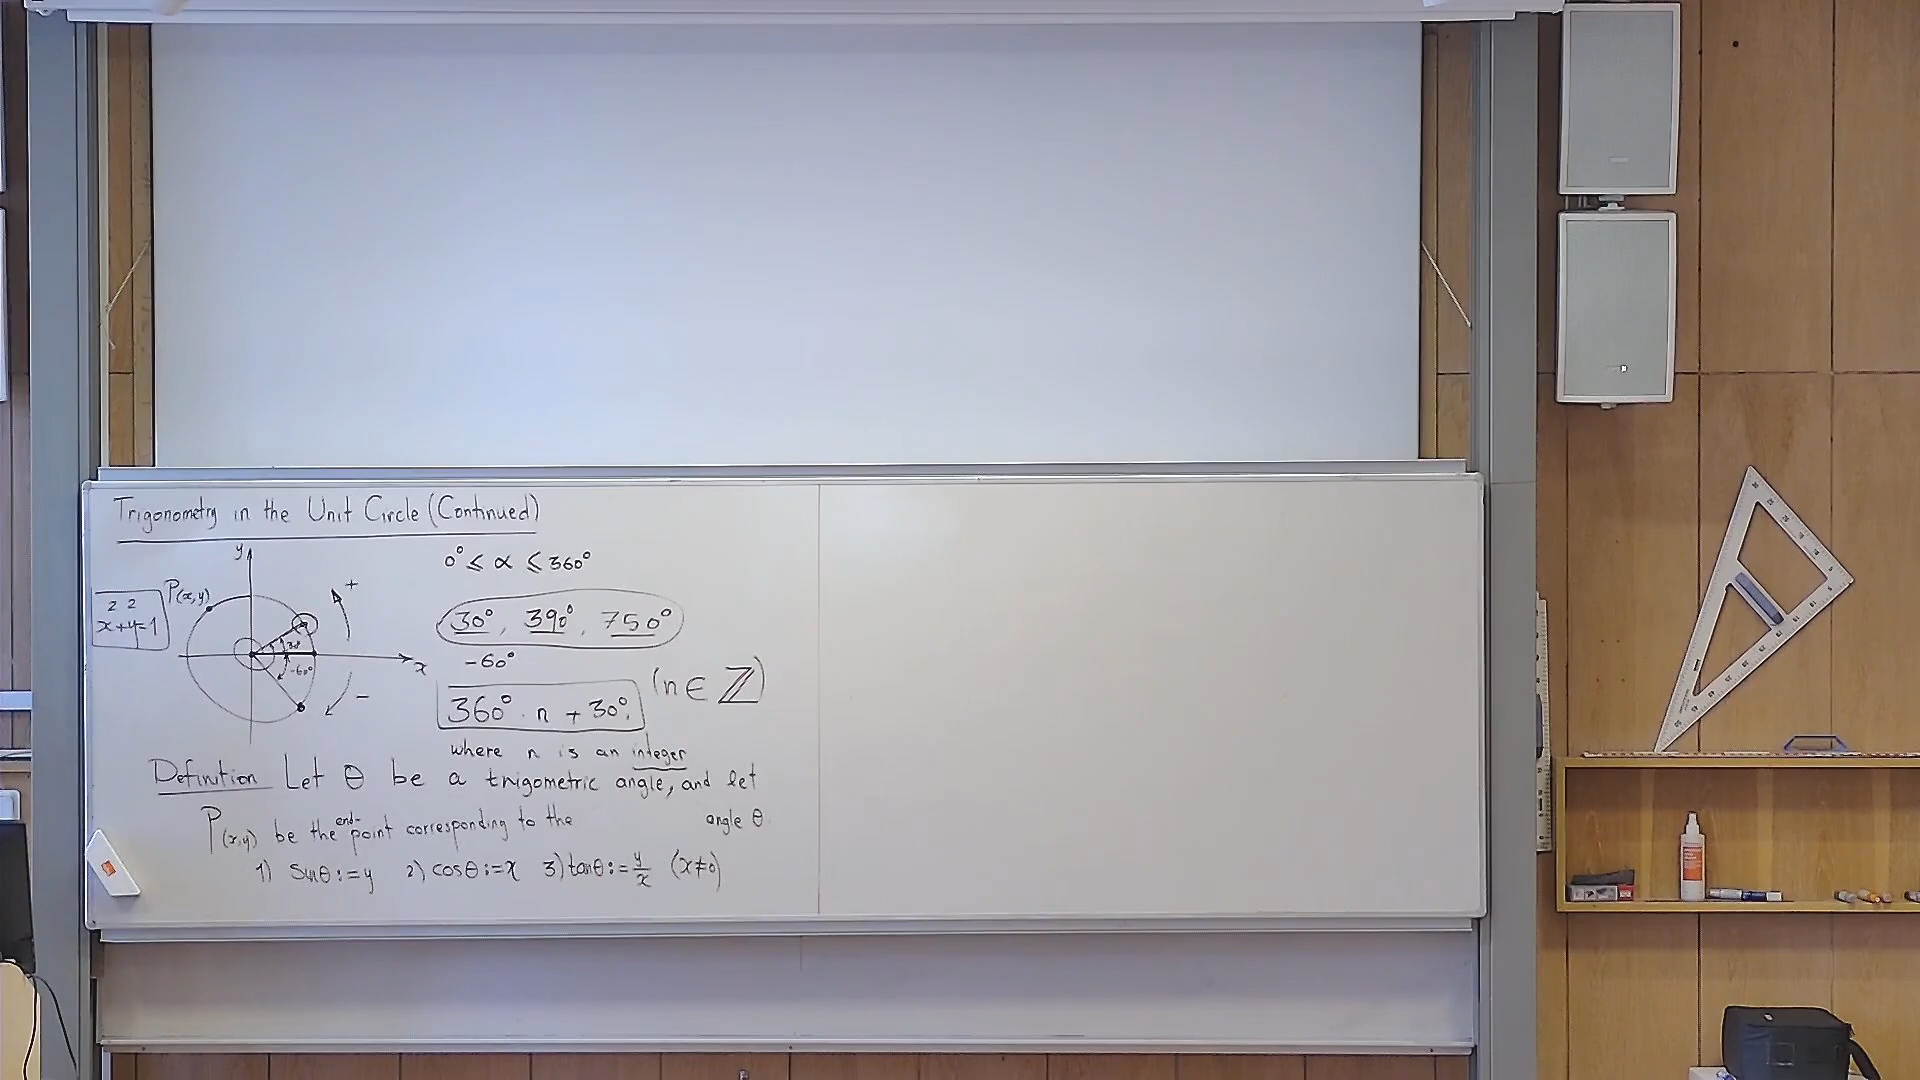 Trigonometry in the Unit Circle (Continued)
y
0° ⩽ α ⩽ 360°
+
P(x,y)
x²+y²=1
30°, 390°, 750°
30°
-60°
x
-60°
(n ∈ ℤ)
−
360° · n + 30°,
where n is an integer
Definition Let θ be a trigometric angle, and let
P(x,y) be the end-point corresponding to the angle θ
1) sinθ := y 2) cosθ := x 3) tanθ := y/x (x≠0)